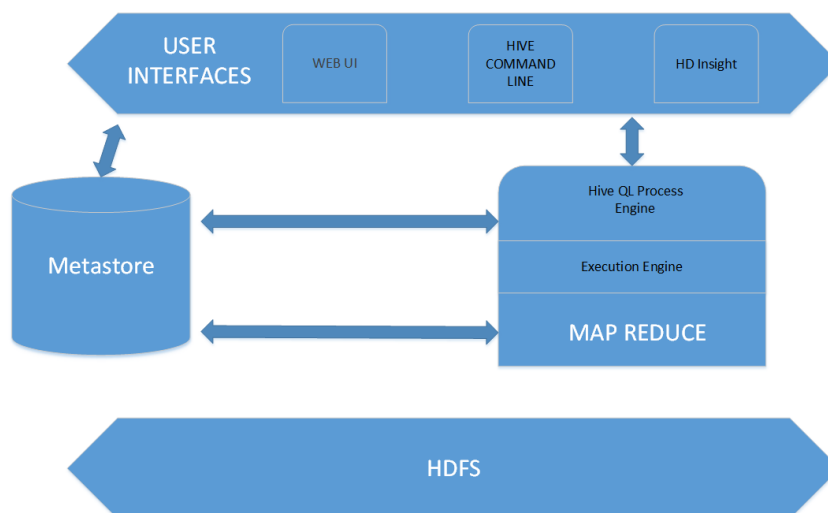 USER
INTERFACES
WEB UI
HIVE
COMMAND
LINE
HD Insight
Metastore
Hive QL Process
Engine
Execution Engine
MAP REDUCE
HDFS